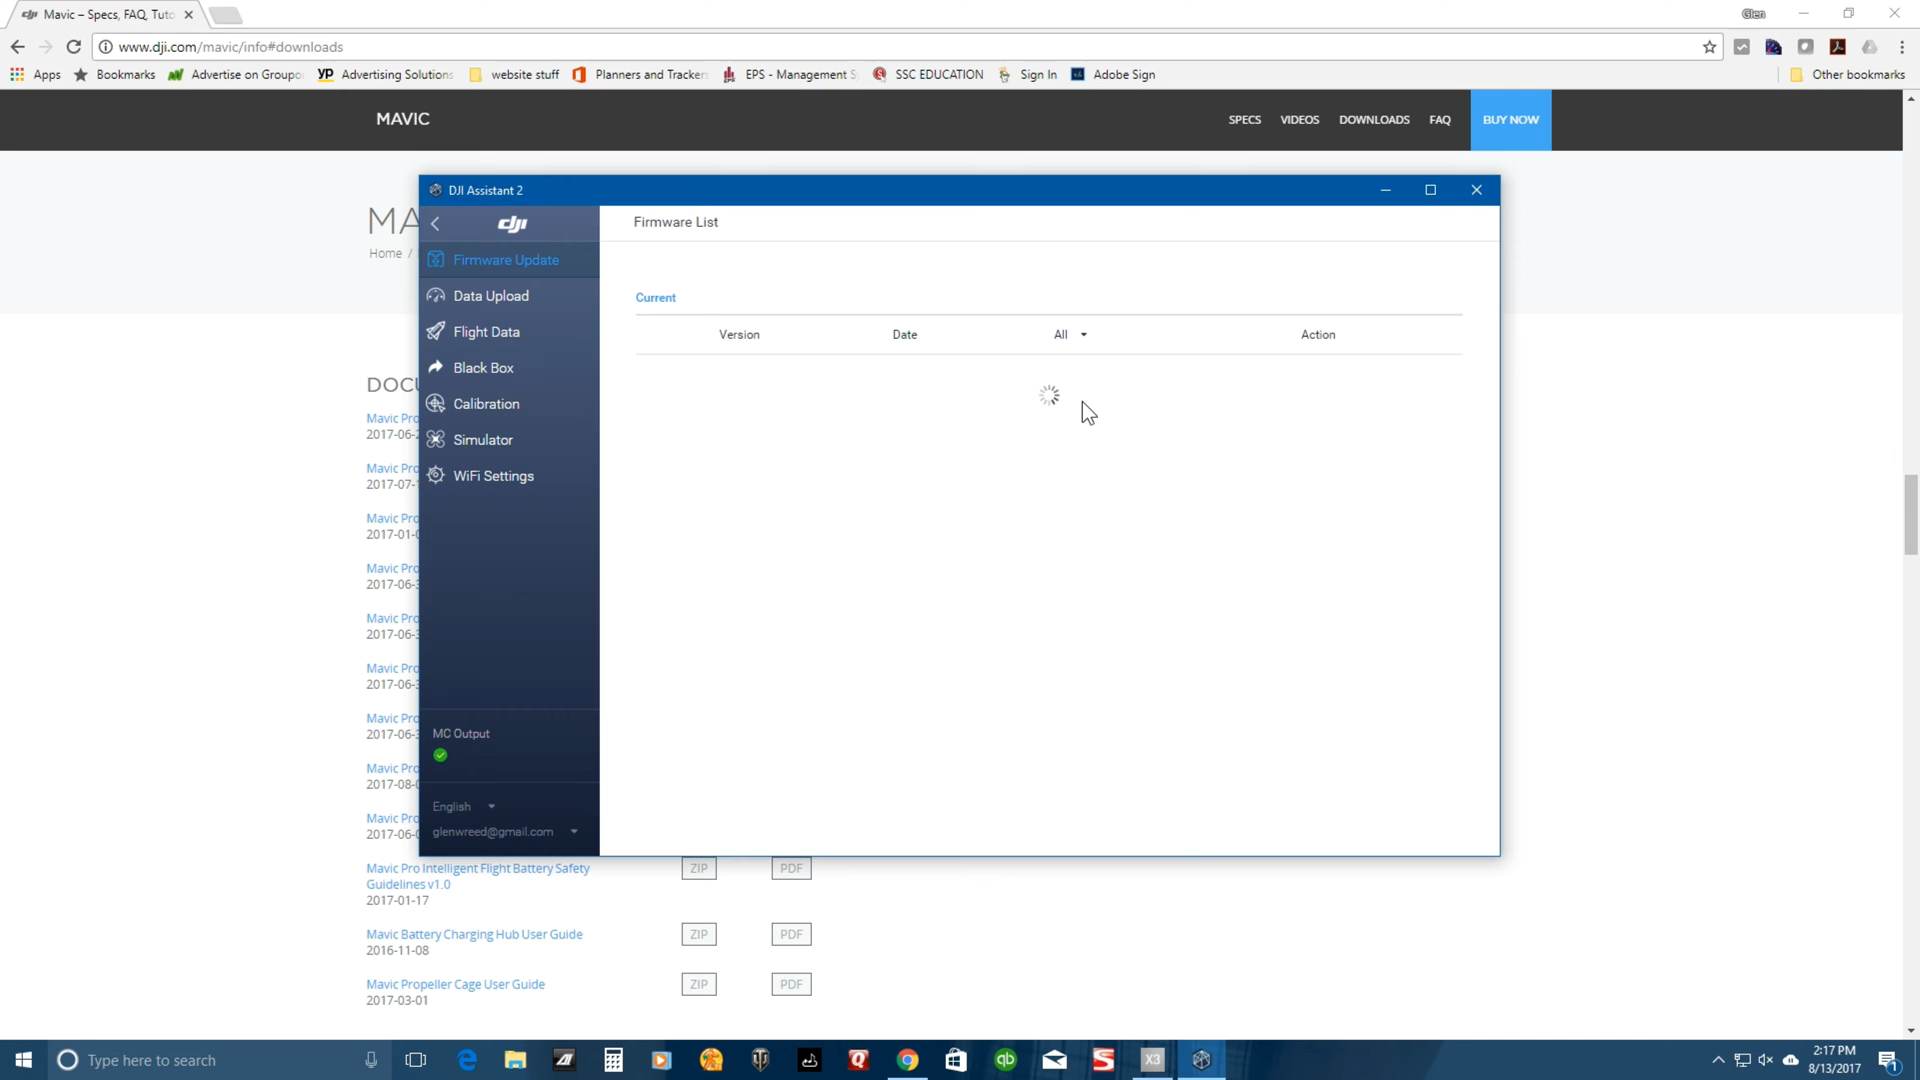 Mavic – Specs, FAQ, Tuto
Glen
www.dji.com/mavic/info#downloads
Apps Bookmarks Advertise on Groupo Advertising Solutions website stuff Planners and Tracker EPS - Management S SSC EDUCATION Sign In Adobe Sign Other bookmarks
MAVIC SPECS VIDEOS DOWNLOADS FAQ BUY NOW
MA
Home /
DJI Assistant 2
dji
Firmware List
Firmware Update
Data Upload
Flight Data
Black Box
Calibration
Simulator
WiFi Settings
Current
Version Date All Action
MC Output
English
glenwreed@gmail.com
DOCU
Mavic Pro
2017-06-2
Mavic Pro
2017-07-1
Mavic Pro
2017-01-0
Mavic Pro
2017-06-3
Mavic Pro
2017-06-3
Mavic Pro
2017-06-3
Mavic Pro
2017-06-3
Mavic Pro
2017-08-0
Mavic Pro
2017-06-0
Mavic Pro Intelligent Flight Battery Safety ZIP PDF
Guidelines v1.0
2017-01-17
Mavic Battery Charging Hub User Guide ZIP PDF
2016-11-08
Mavic Propeller Cage User Guide ZIP PDF
2017-03-01
Type here to search
X3
2:17 PM
8/13/2017
1